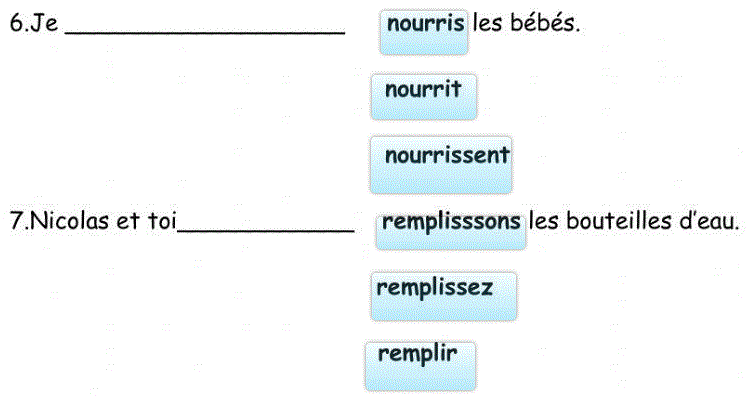 6.Je ____________________ nourris les bébés.
nourrit
nourrissent
7.Nicolas et toi_____________ remplisssons les bouteilles d'eau.
remplissez
remplir